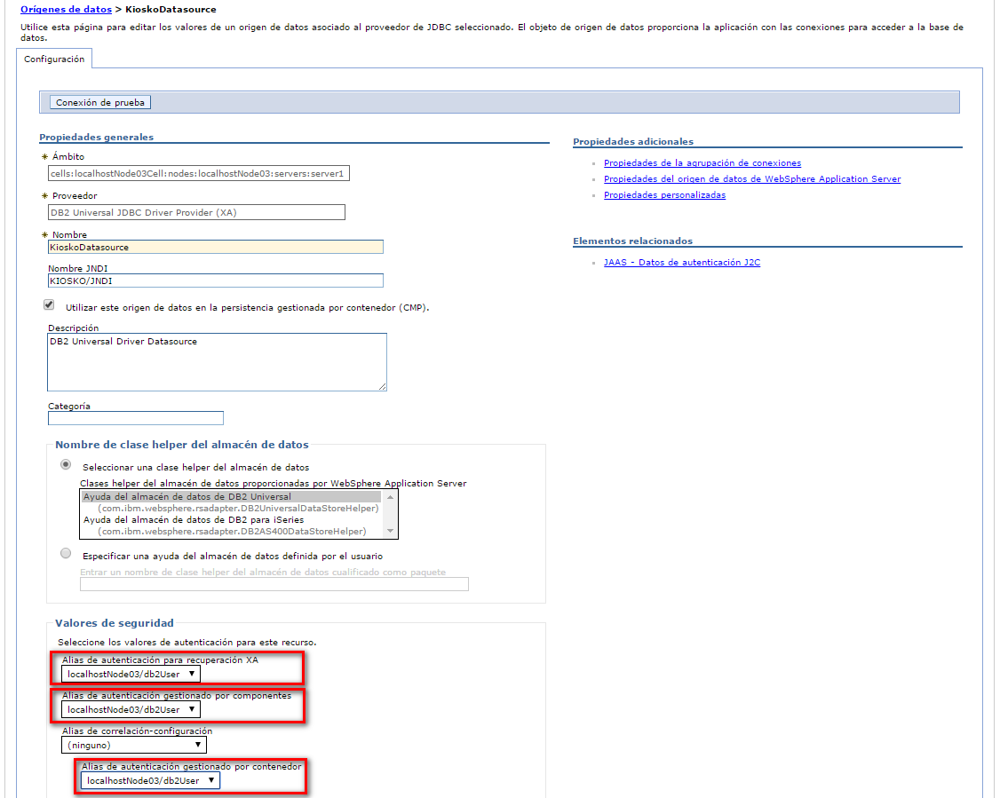 Orígenes de datos > KioskoDatasource
Utilice esta página para editar los valores de un origen de datos asociado al proveedor de JDBC seleccionado. El objeto de origen de datos proporciona la aplicación con las conexiones para acceder a la base de
datos.
Configuración
Conexión de prueba
Propiedades generales
Ámbito
cells:localhostNode03Cell:nodes:localhostNode03:servers:server1
Proveedor
DB2 Universal JDBC Driver Provider (XA)
Nombre
KioskoDatasource
Nombre JNDI
KIOSKO/JNDI
Utilizar este origen de datos en la persistencia gestionada por contenedor (CMP).
Descripción
DB2 Universal Driver Datasource
Categoría
Nombre de clase helper del almacén de datos
Seleccionar una clase helper del almacén de datos
Clases helper del almacén de datos proporcionadas por WebSphere Application Server
Ayuda del almacén de datos de DB2 Universal
(com.ibm.websphere.rsadapter.DB2UniversalDataStoreHelper)
Ayuda del almacén de datos de DB2 para iSeries
(com.ibm.websphere.rsadapter.DB2AS400DataStoreHelper)
Especificar una ayuda del almacén de datos definida por el usuario
Entrar un nombre de clase helper del almacén de datos cualificado como paquete
Valores de seguridad
Seleccione los valores de autenticación para este recurso.
Alias de autenticación para recuperación XA
localhostNode03/db2User
Alias de autenticación gestionado por componentes
localhostNode03/db2User
Alias de correlación-configuración
(ninguno)
Alias de autenticación gestionado por contenedor
localhostNode03/db2User
Propiedades adicionales
Propiedades de la agrupación de conexiones
Propiedades del origen de datos de WebSphere Application Server
Propiedades personalizadas
Elementos relacionados
JAAS - Datos de autenticación J2C